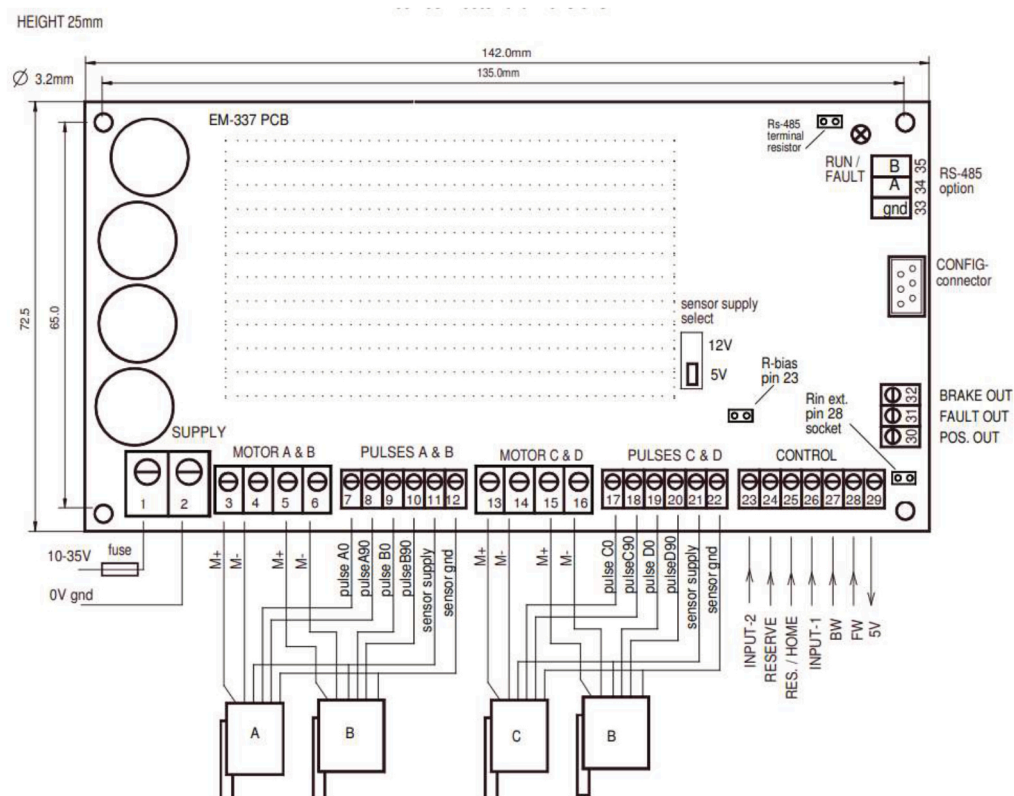 HEIGHT 25mm
142.0mm
135.0mm
Ø 3.2mm
EM-337 PCB
Rs-485
terminal
resistor
RUN /
FAULT
B 35
A 34
gnd 33
RS-485
option
CONFIG-
connector
72.5
65.0
sensor supply
select
12V
5V
R-bias
pin 23
Rin ext.
pin 28
socket
32 BRAKE OUT
31 FAULT OUT
30 POS. OUT
SUPPLY
MOTOR A & B
PULSES A & B
MOTOR C & D
PULSES C & D
CONTROL
1 2 3 4 5 6 7 8 9 10 11 12 13 14 15 16 17 18 19 20 21 22 23 24 25 26 27 28 29
10-35V
fuse
0V gnd
M+
M-
M+
M-
pulse A0
pulseA90
pulse B0
pulseB90
sensor supply
sensor gnd
M+
M-
M+
M-
pulse C0
pulseC90
pulse D0
pulseD90
sensor supply
sensor gnd
INPUT-2
RESERVE
RES. / HOME
INPUT-1
BW
FW
5V
A
B
C
B